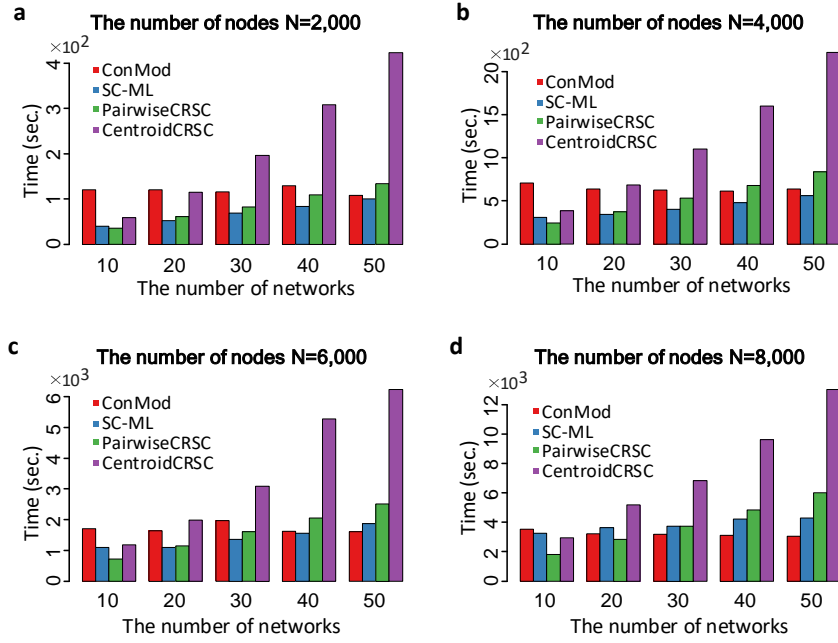 a
The number of nodes N=2,000
×10²
Time (sec.)
0 1 2 4
ConMod
SC-ML
PairwiseCRSC
CentroidCRSC
10 20 30 40 50
The number of networks
b
The number of nodes N=4,000
×10²
Time (sec.)
0 5 10 20
ConMod
SC-ML
PairwiseCRSC
CentroidCRSC
10 20 30 40 50
The number of networks
c
The number of nodes N=6,000
×10³
Time (sec.)
0 1 2 3 4 5 6
ConMod
SC-ML
PairwiseCRSC
CentroidCRSC
10 20 30 40 50
The number of networks
d
The number of nodes N=8,000
×10³
Time (sec.)
0 2 4 6 8 12
ConMod
SC-ML
PairwiseCRSC
CentroidCRSC
10 20 30 40 50
The number of networks